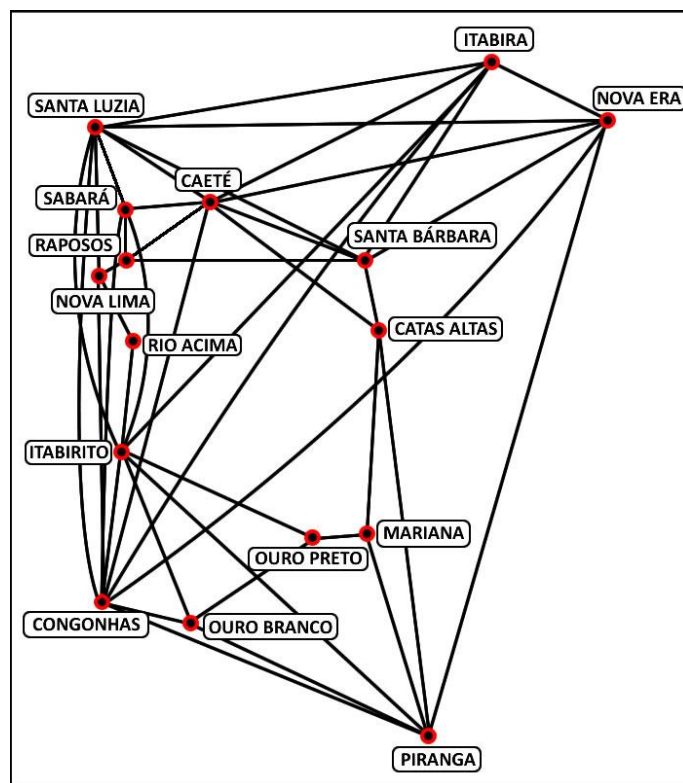 ITABIRA
NOVA ERA
SANTA LUZIA
CAETÉ
SABARÁ
SANTA BÁRBARA
RAPOSOS
NOVA LIMA
CATAS ALTAS
RIO ACIMA
ITABIRITO
MARIANA
OURO PRETO
CONGONHAS
OURO BRANCO
PIRANGA